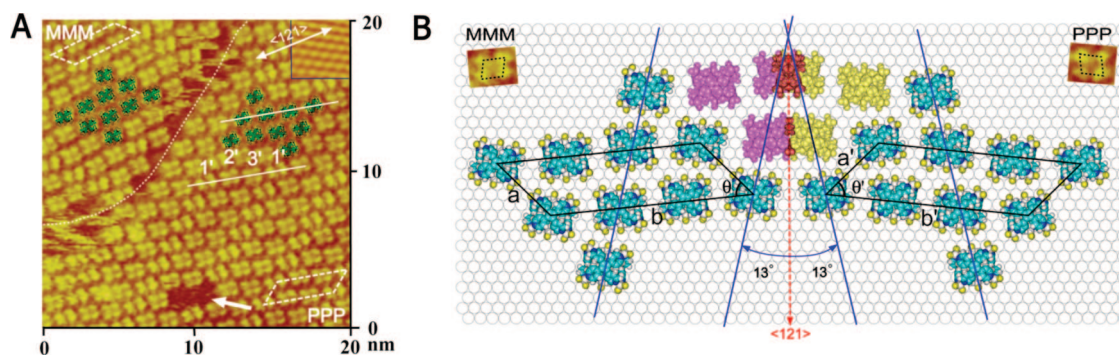 A
MMM
<121>
20
1' 2' 3' 1'
10
PPP
0
0 10 20 nm
B
MMM
PPP
a
θ
b
a'
θ'
b'
13° 13°
<121>